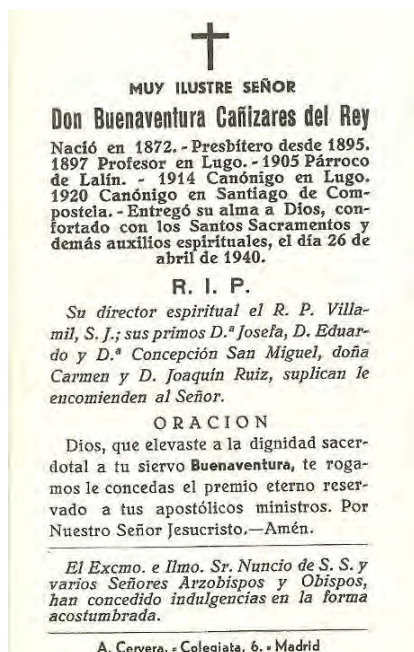 MUY ILUSTRE SEÑOR
Don Buenaventura Cañizares del Rey
Nació en 1872. - Presbítero desde 1895.
1897 Profesor en Lugo. - 1905 Párroco
de Lalín. - 1914 Canónigo en Lugo.
1920 Canónigo en Santiago de Com-
postela. - Entregó su alma a Dios, con-
fortado con los Santos Sacramentos y
demás auxilios espirituales, el día 26 de
abril de 1940.
R. I. P.
Su director espiritual el R. P. Villa-
mil, S. J.; sus primos D.ª Josefa, D. Eduar-
do y D.ª Concepción San Miguel, doña
Carmen y D. Joaquín Ruiz, suplican le
encomienden al Señor.
ORACION
Dios, que elevaste a la dignidad sacer-
dotal a tu siervo Buenaventura, te roga-
mos le concedas el premio eterno reser-
vado a tus apostólicos ministros. Por
Nuestro Señor Jesucristo.—Amén.
El Excmo. e Ilmo. Sr. Nuncio de S. S. y
varios Señores Arzobispos y Obispos,
han concedido indulgencias en la forma
acostumbrada.
A. Cervera. - Colegiata, 6. - Madrid